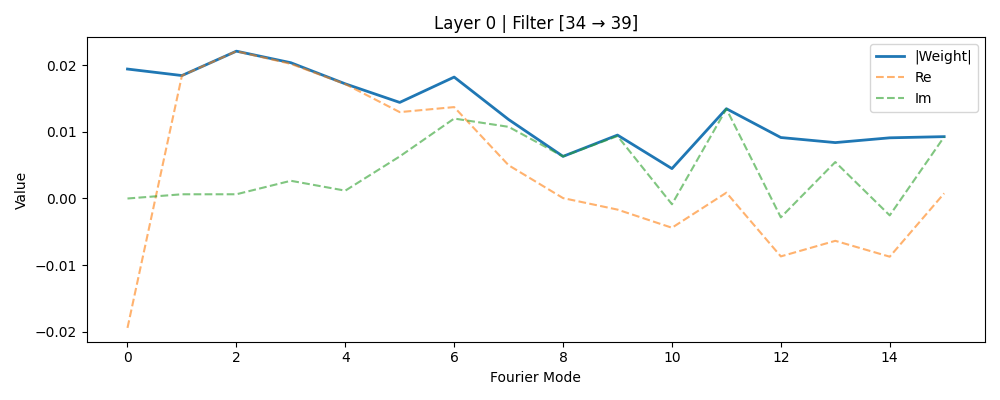 Layer 0 | Filter [34 → 39]
|Weight|
Re
Im
Value
0.02
0.01
0.00
−0.01
−0.02
0 2 4 6 8 10 12 14
Fourier Mode